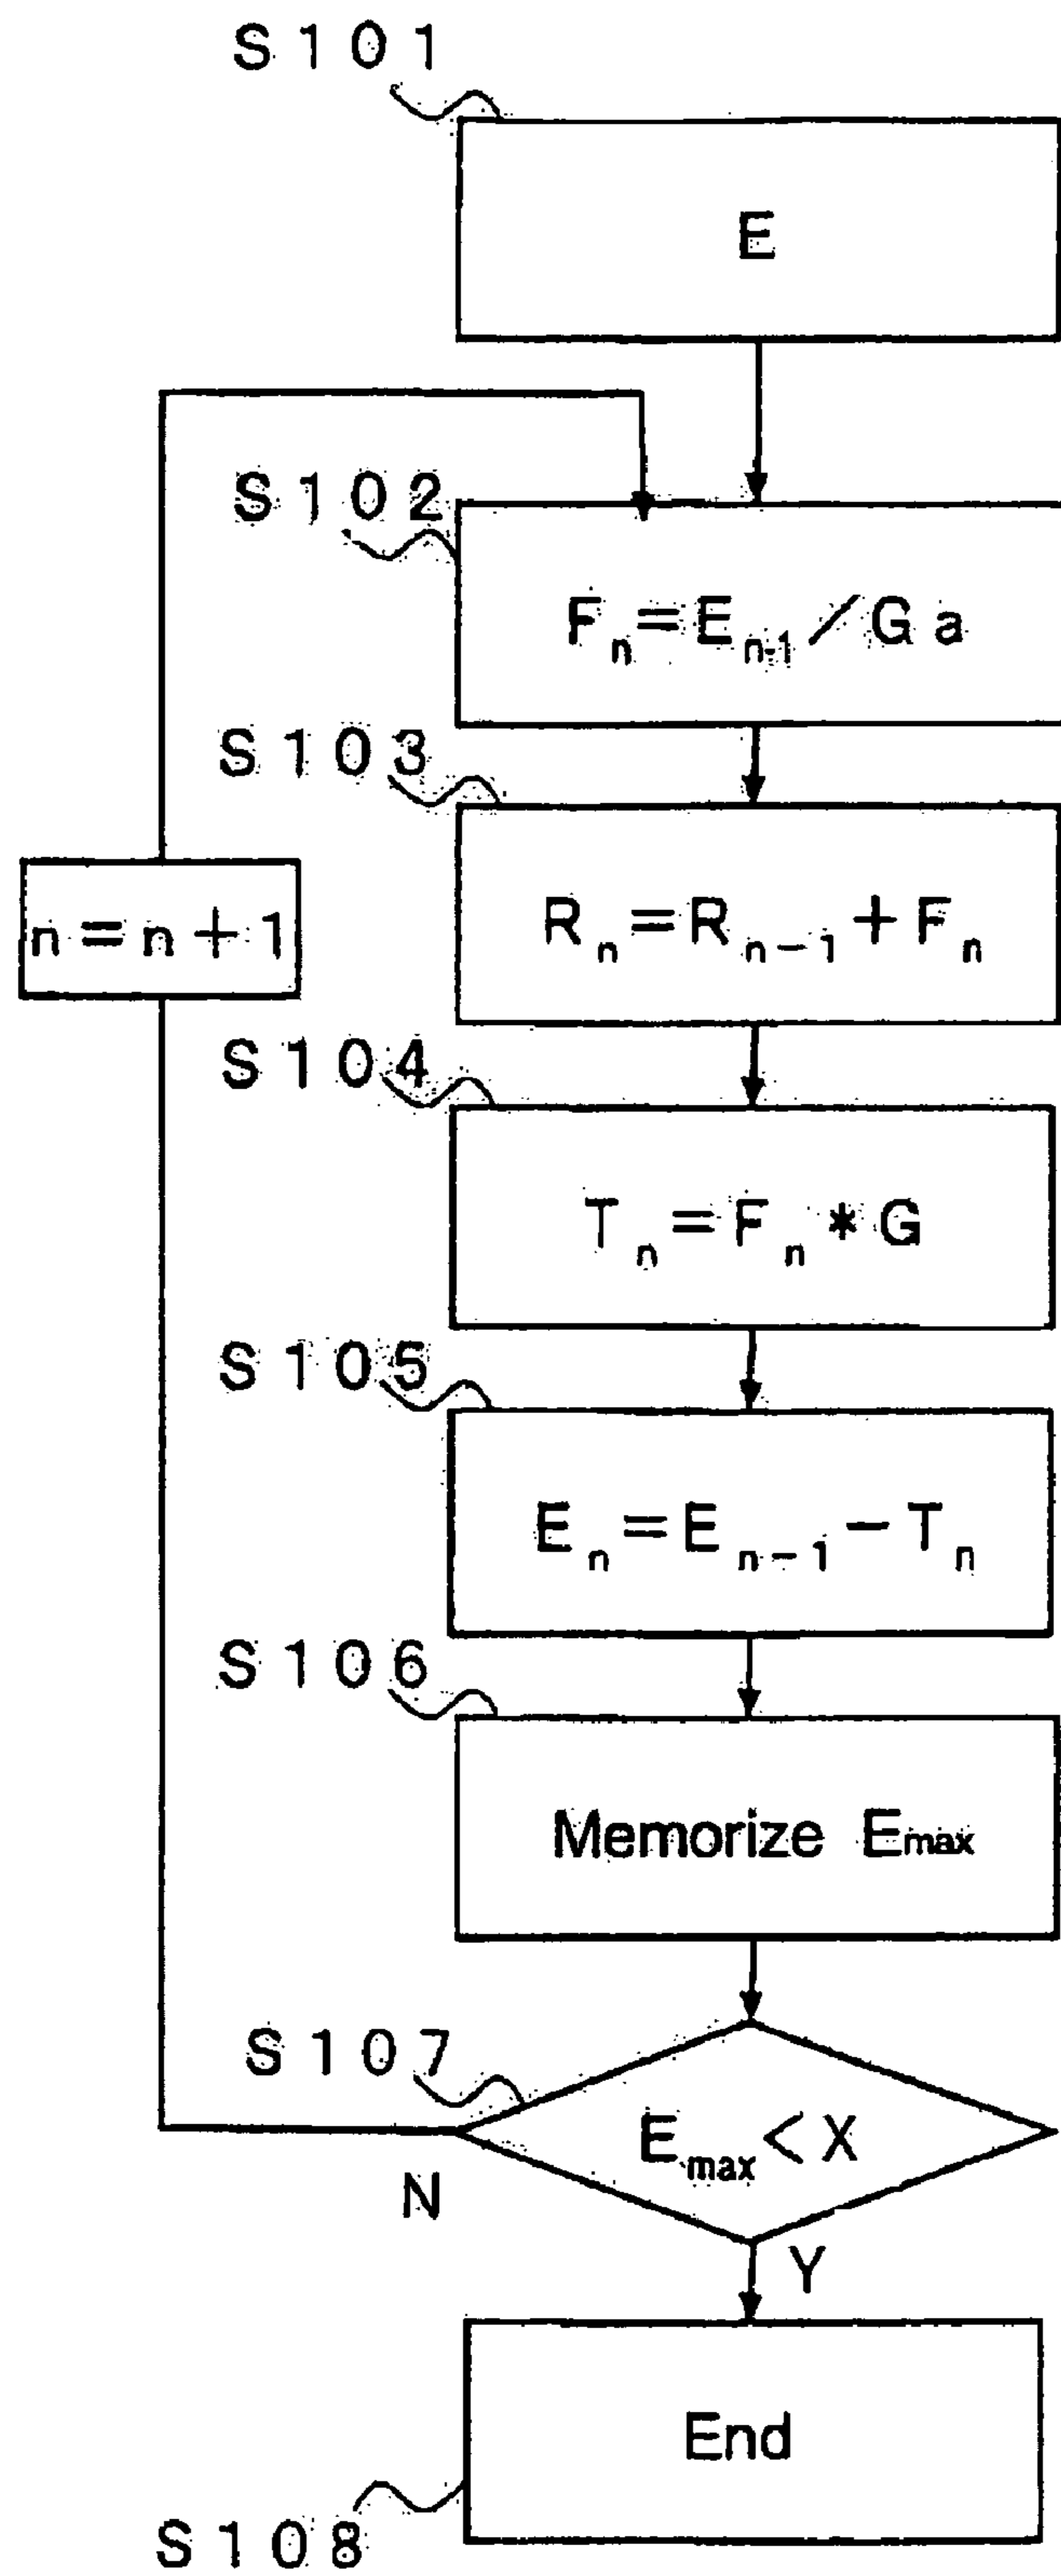 S101
E
S102
Fₙ=Eₙ₋₁/Ga
S103
n=n+1
Rₙ=Rₙ₋₁+Fₙ
S104
Tₙ=Fₙ*G
S105
Eₙ=Eₙ₋₁-Tₙ
S106
Memorize Emax
S107
Emax<X
N
Y
End
S108